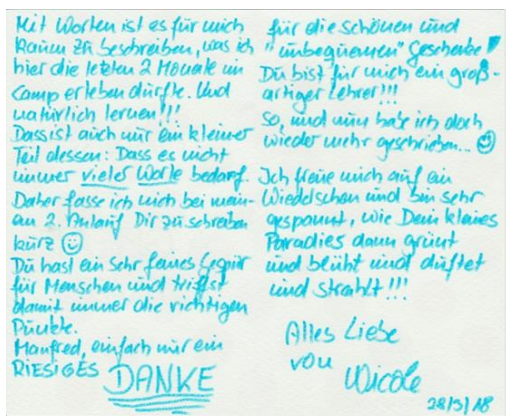 Mit Worten ist es für mich
kaum zu beschreiben, was ich
hier die letzten 2 Monate im
Camp erleben durfte. Und
natürlich lernen!!!
Dass ist auch nur ein kleiner
Teil dessen: Dass es nicht
immer vieler Worte bedarf.
Daher fasse ich mich bei mein-
em 2. Anlauf Dir zu schreiben
kurz ☺
Du hast ein sehr feines Gespür
für Menschen und triffst
damit immer die richtigen
Punkte.
Manfred, einfach nur ein
RIESIGES DANKE
für die schönen und
"unbequemen" Geschenke!
Du bist für mich ein groß-
artiger Lehrer!!!
So, und nun habe ich doch
wieder mehr geschrieben... ☺
Ich freue mich auf ein
Wiedersehen und bin sehr
gespannt, wie Dein kleines
Paradies dann grünt
und blüht und duftet
und strahlt!!!
Alles Liebe
von
Nicole
28/5/18